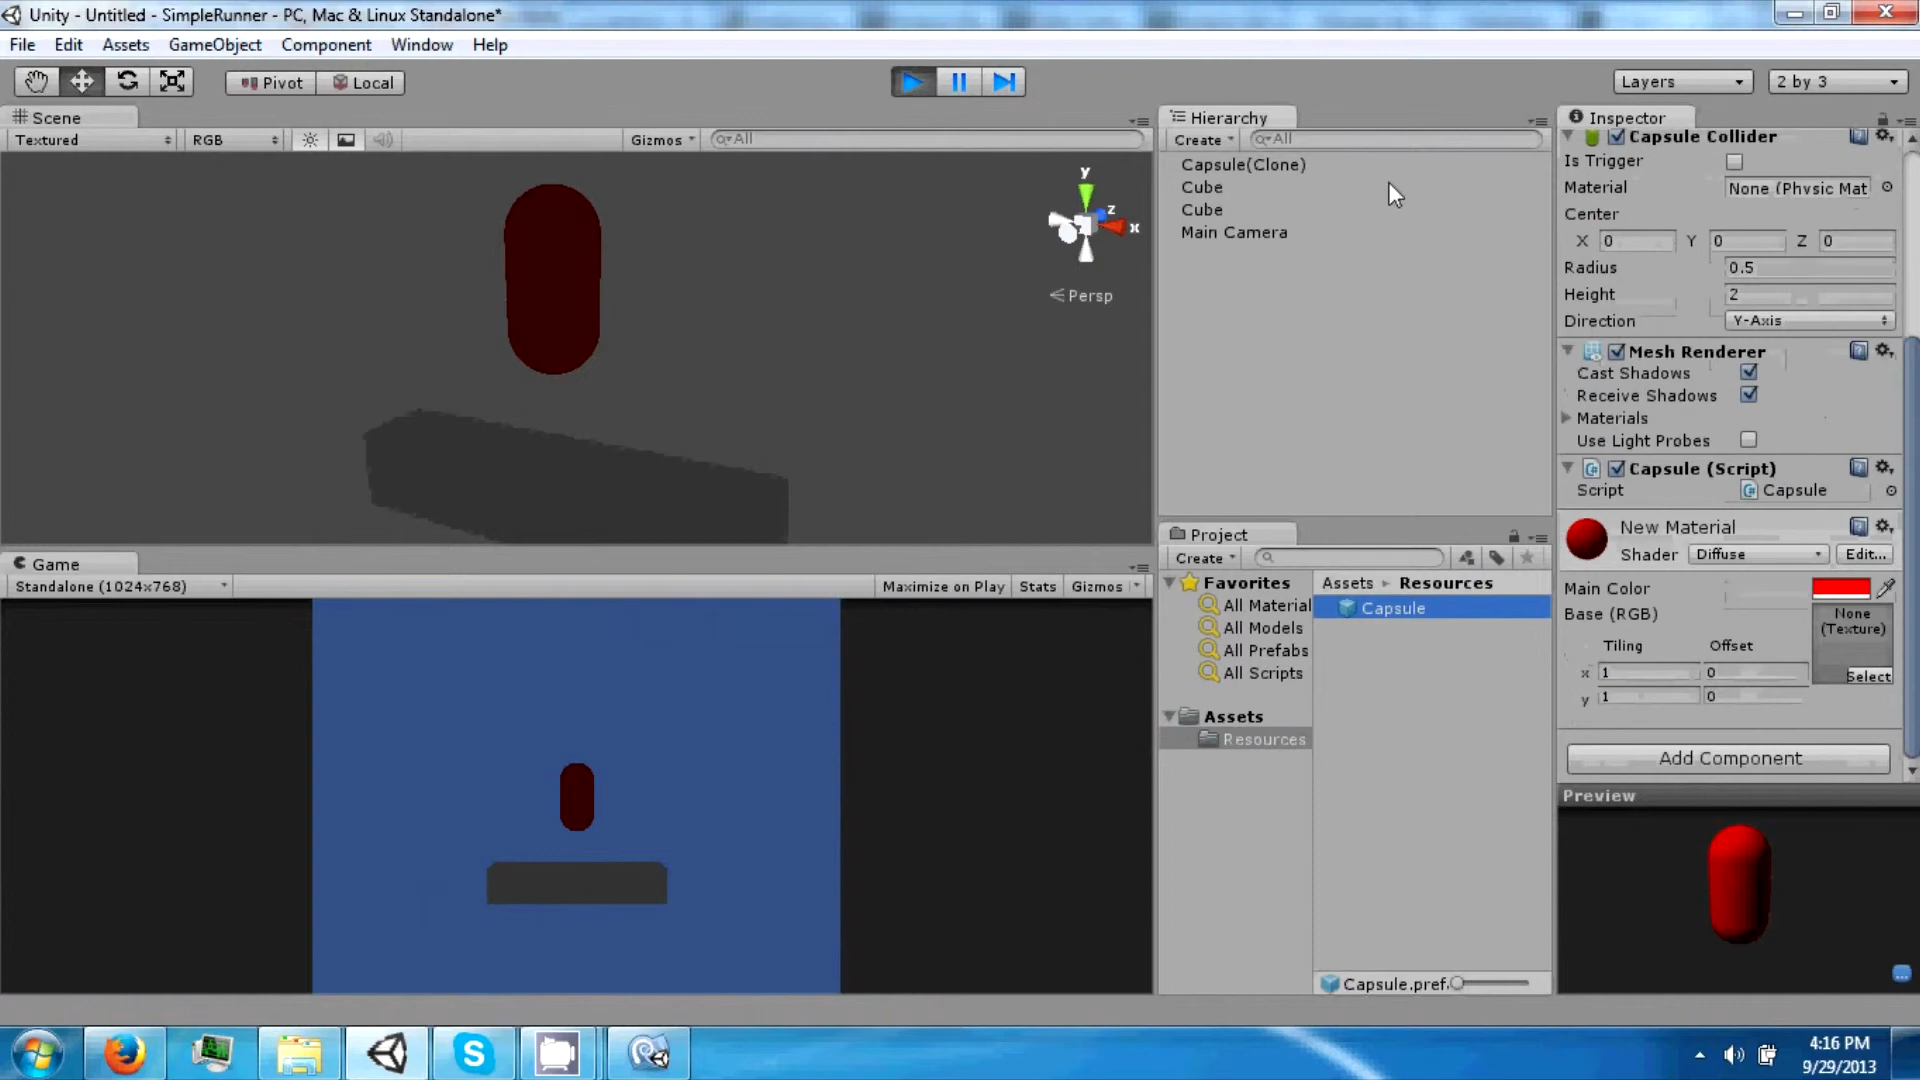 Unity - Untitled - SimpleRunner - PC, Mac & Linux Standalone*
File Edit Assets GameObject Component Window Help
Pivot Local Layers 2 by 3
Scene
Textured RGB Gizmos All
y
z
x
Persp
Game
Standalone (1024x768) Maximize on Play Stats Gizmos
Hierarchy
Create All
Capsule(Clone)
Cube
Cube
Main Camera
Project
Create
Favorites
All Material
All Models
All Prefabs
All Scripts
Assets
Resources
Assets Resources
Capsule
Capsule.pref.
Inspector
Capsule Collider
Is Trigger
Material None (Physic Mat
Center
X 0 Y 0 Z 0
Radius 0.5
Height 2
Direction Y-Axis
Mesh Renderer
Cast Shadows
Receive Shadows
Materials
Use Light Probes
Capsule (Script)
Script Capsule
New Material
Shader Diffuse Edit...
Main Color
Base (RGB) None
(Texture)
Tiling Offset
x 1 0
y 1 0
Select
Add Component
Preview
4:16 PM
9/29/2013